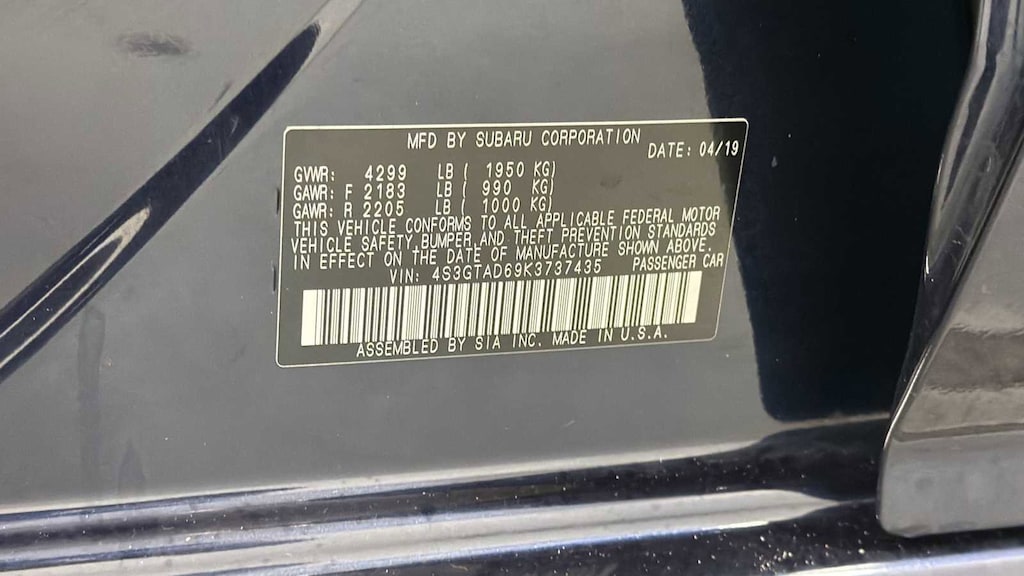 MFD BY SUBARU CORPORATION
DATE: 04/19
GVWR: 4299 LB ( 1950 KG)
GAWR: F 2183 LB ( 990 KG)
GAWR: R 2205 LB ( 1000 KG)
THIS VEHICLE CONFORMS TO ALL APPLICABLE FEDERAL MOTOR
VEHICLE SAFETY, BUMPER AND THEFT PREVENTION STANDARDS
IN EFFECT ON THE DATE OF MANUFACTURE SHOWN ABOVE.
VIN: 4S3GTAD69K3737435 PASSENGER CAR
ASSEMBLED BY SIA INC. MADE IN U.S.A.